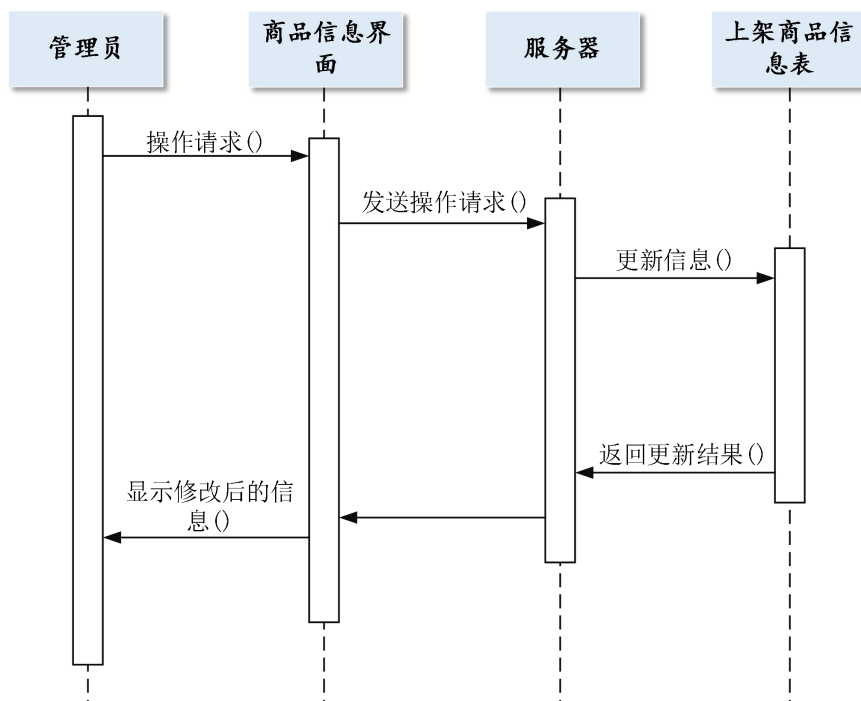 管理员
商品信息界
面
服务器
上架商品信
息表
操作请求()
发送操作请求()
更新信息()
返回更新结果()
显示修改后的信
息()